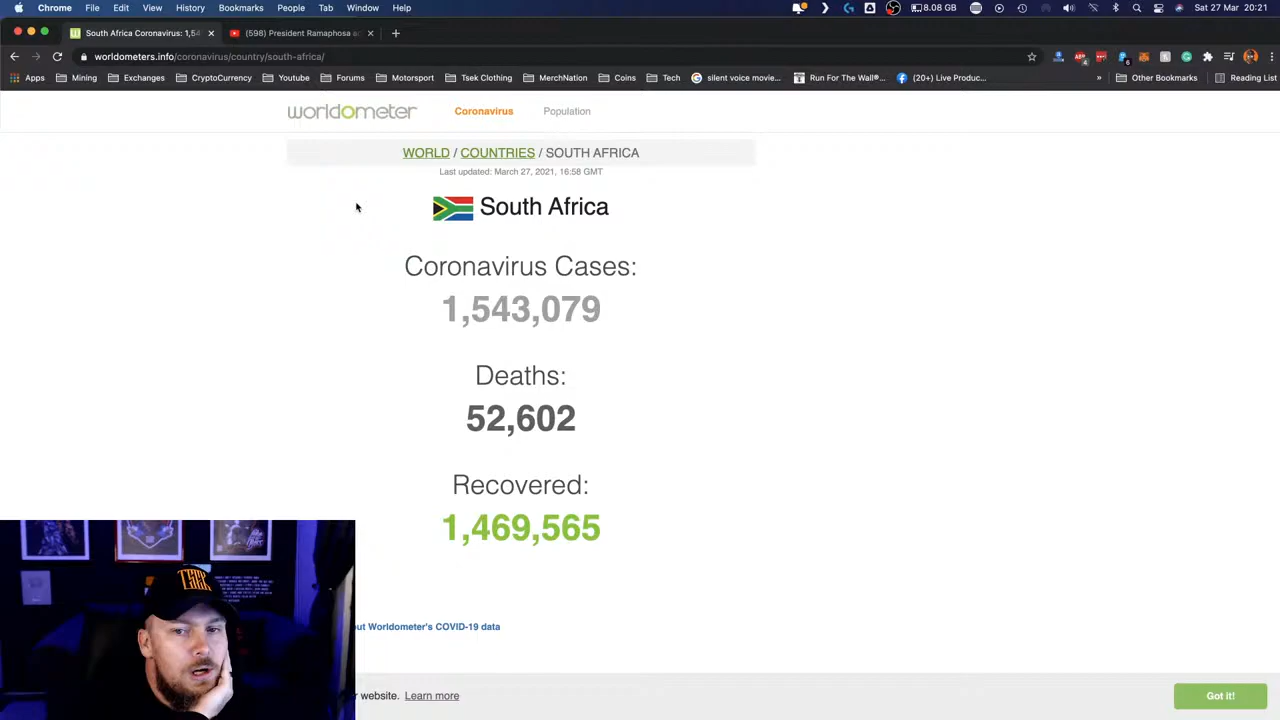 Chrome File Edit View History Bookmarks People Tab Window Help
8.08GB
Sat 27 Mar 2021
South Africa Coronavirus: 1,54
(598) President Ramaphosa ad
worldometers.info/coronavirus/country/south-africa/
Apps Mining Exchanges CryptoCurrency Youtube Forums Motorsport Tsek Clothing MerchNation Coins Tech silent voice movie... Run For The Wall®... (20+) Live Produc... » Other Bookmarks Reading List
worldometer Coronavirus Population
WORLD / COUNTRIES / SOUTH AFRICA
Last updated: March 27, 2021, 16:58 GMT
South Africa
Coronavirus Cases:
1,543,079
Deaths:
52,602
Recovered:
1,469,565
ut Worldometer's COVID-19 data
r website. Learn more
Got it!